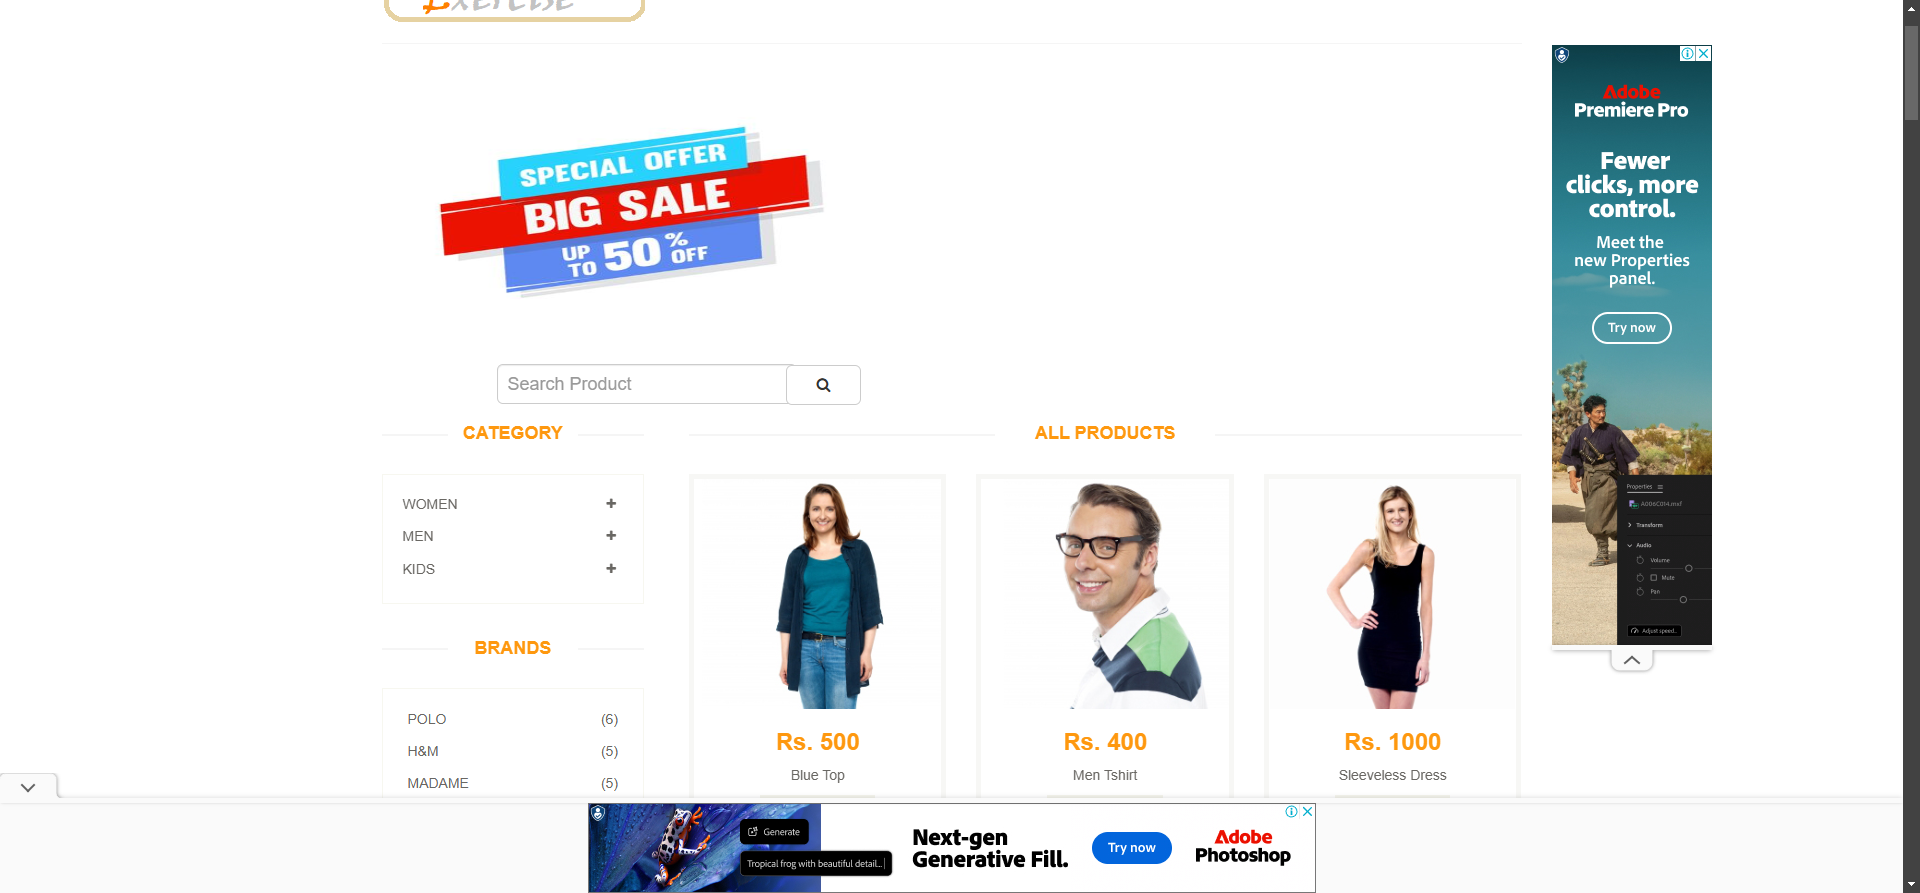 Exercise
SPECIAL OFFER
BIG SALE
UP TO 50% OFF
Search Product
CATEGORY
WOMEN
MEN
KIDS
BRANDS
POLO (6)
H&M (5)
MADAME (5)
ALL PRODUCTS
Rs. 500
Blue Top
Rs. 400
Men Tshirt
Rs. 1000
Sleeveless Dress
Adobe
Premiere Pro
Fewer
clicks, more
control.
Meet the
new Properties
panel.
Try now
Properties
A006C014.mxf
Transform
Audio
Volume
Mute
Pan
Adjust speed...
Generate
Tropical frog with beautiful detail...
Next-gen
Generative Fill.
Try now
Adobe
Photoshop